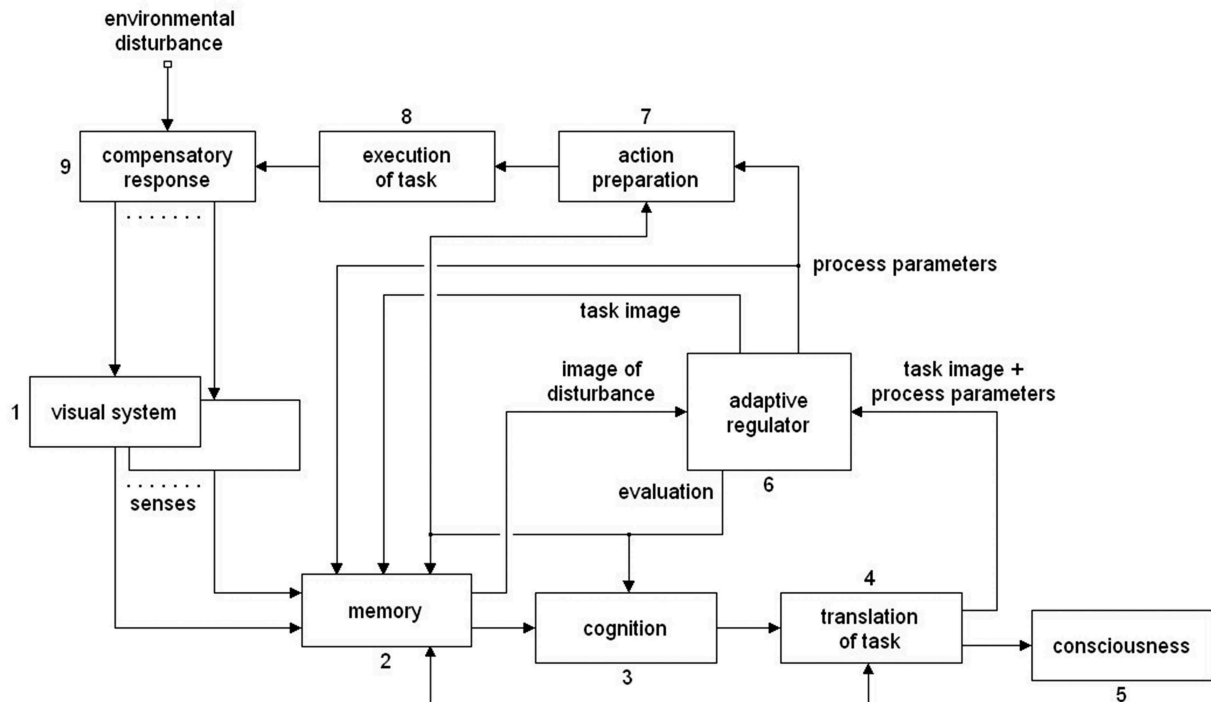 environmental
disturbance
8
7
9
compensatory
response
execution
of task
action
preparation
. . . . . . .
process parameters
task image
image of
disturbance
task image +
process parameters
1
visual system
adaptive
regulator
. . . . . . .
senses
evaluation
6
4
memory
cognition
translation
of task
consciousness
2
3
5